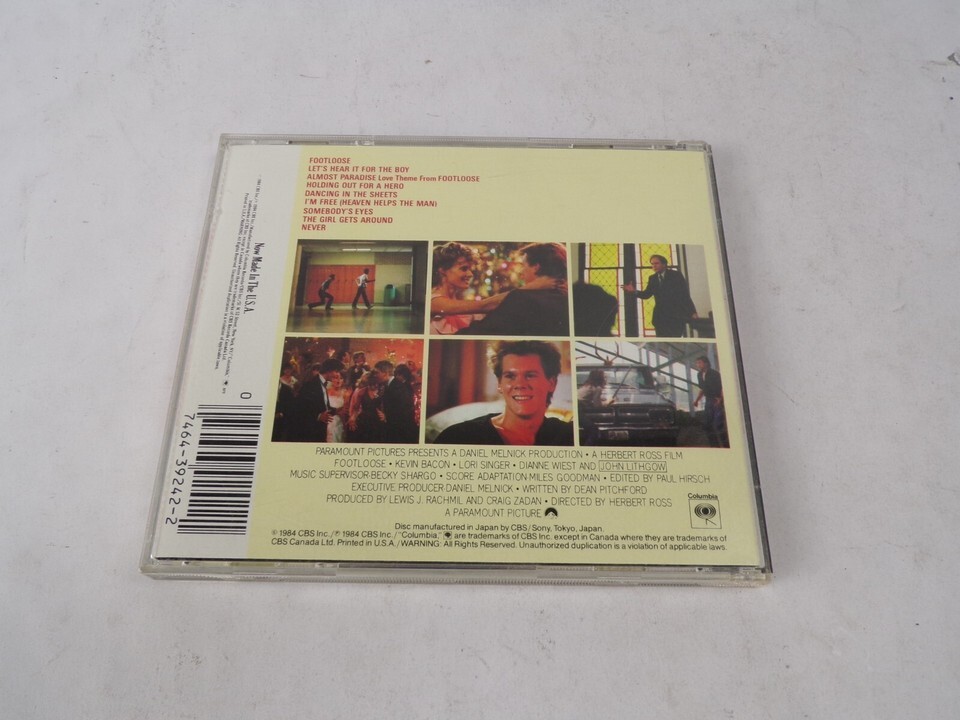 FOOTLOOSE
LET'S HEAR IT FOR THE BOY
ALMOST PARADISE Love Theme From FOOTLOOSE
HOLDING OUT FOR A HERO
DANCING IN THE SHEETS
I'M FREE (HEAVEN HELPS THE MAN)
SOMEBODY'S EYES
THE GIRL GETS AROUND
NEVER
PARAMOUNT PICTURES PRESENTS A DANIEL MELNICK PRODUCTION • A HERBERT ROSS FILM
FOOTLOOSE • KEVIN BACON • LORI SINGER • DIANNE WIEST AND JOHN LITHGOW
MUSIC SUPERVISOR-BECKY SHARGO • SCORE ADAPTATION MILES GOODMAN • EDITED BY PAUL HIRSCH
EXECUTIVE PRODUCER-DANIEL MELNICK • WRITTEN BY DEAN PITCHFORD
PRODUCED BY LEWIS J. RACHMIL AND CRAIG ZADAN • DIRECTED BY HERBERT ROSS
A PARAMOUNT PICTURE
Columbia
Disc manufactured in Japan by CBS/Sony, Tokyo, Japan.
© 1984 CBS Inc./℗ 1984 CBS Inc./"Columbia," are trademarks of CBS Inc. except in Canada where they are trademarks of
CBS Canada Ltd. Printed in U.S.A./WARNING: All Rights Reserved. Unauthorized duplication is a violation of applicable laws.
Now Made In The U.S.A.
0
7464-39242-2